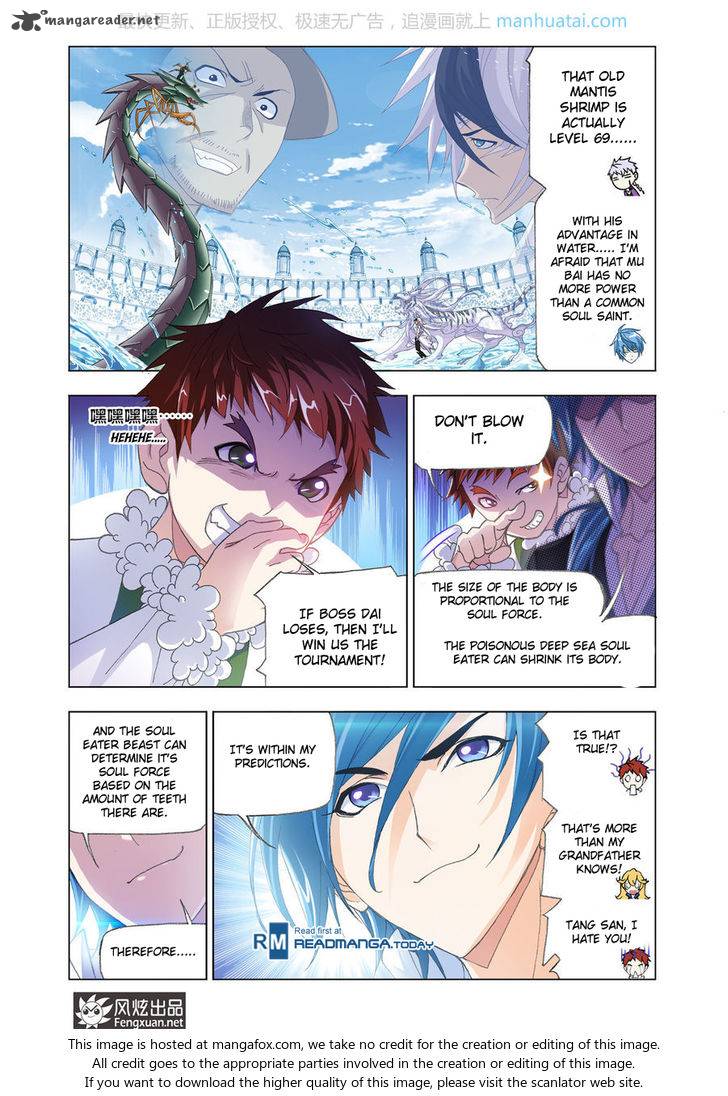 mangareader.net
最快更新、正版授权、极速无广告，追漫画就上 manhuatai.com
THAT OLD
MANTIS
SHRIMP IS
ACTUALLY
LEVEL 69......
WITH HIS
ADVANTAGE IN
WATER..... I'M
AFRAID THAT MU
BAI HAS NO
MORE POWER
THAN A COMMON
SOUL SAINT.
嘿嘿嘿嘿......
HEHEHE.....
IF BOSS DAI
LOSES, THEN I'LL
WIN US THE
TOURNAMENT!
DON'T BLOW
IT.
THE SIZE OF THE BODY IS
PROPORTIONAL TO THE
SOUL FORCE.
THE POISONOUS DEEP SEA SOUL
EATER CAN SHRINK ITS BODY.
AND THE SOUL
EATER BEAST CAN
DETERMINE IT'S
SOUL FORCE
BASED ON THE
AMOUNT OF TEETH
THERE ARE.
THEREFORE.....
IT'S WITHIN MY
PREDICTIONS.
IS THAT
TRUE!?
THAT'S MORE
THAN MY
GRANDFATHER
KNOWS!
TANG SAN, I
HATE YOU!
RM Read first at
READMANGA.TODAY
风炫出品
Fengxuan.net
This image is hosted at mangafox.com, we take no credit for the creation or editing of this image.
All credit goes to the appropriate parties involved in the creation or editing of this image.
If you want to download the higher quality of this image, please visit the scanlator web site.